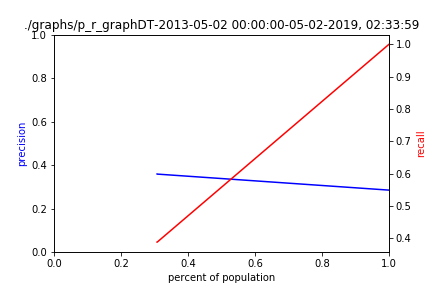 ./graphs/p_r_graphDT-2013-05-02 00:00:00-05-02-2019, 02:33:59
1.0
0.8
0.6
0.4
0.2
0.0
precision
0.0 0.2 0.4 0.6 0.8 1.0
percent of population
1.0
0.9
0.8
0.7
0.6
0.5
0.4
recall